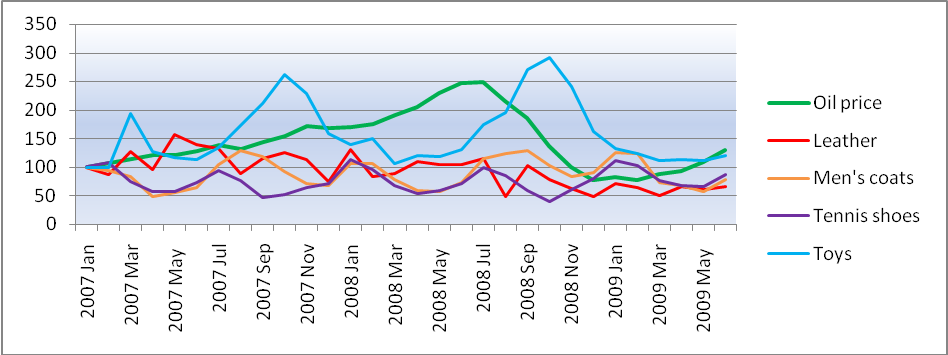 350
300
250
200
150
100
50
0
2007 Jan
2007 Mar
2007 May
2007 Jul
2007 Sep
2007 Nov
2008 Jan
2008 Mar
2008 May
2008 Jul
2008 Sep
2008 Nov
2009 Jan
2009 Mar
2009 May
Oil price
Leather
Men's coats
Tennis shoes
Toys